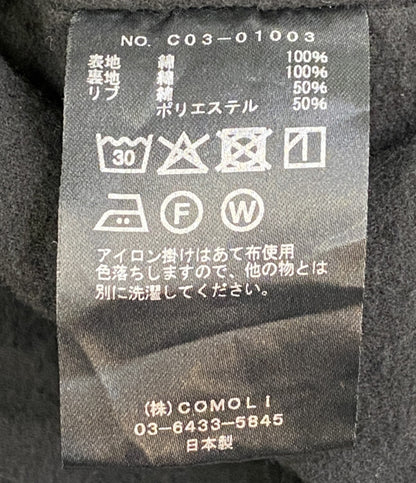 NO. C03-01003
表地 綿 100%
裏地 綿 100%
リブ 綿 50%
ポリエステル 50%
30
F W
アイロン掛けはあて布使用
色落ちしますので、他の物とは
別に洗濯してください。
(株)COMOLI
03-6433-5845
日本製